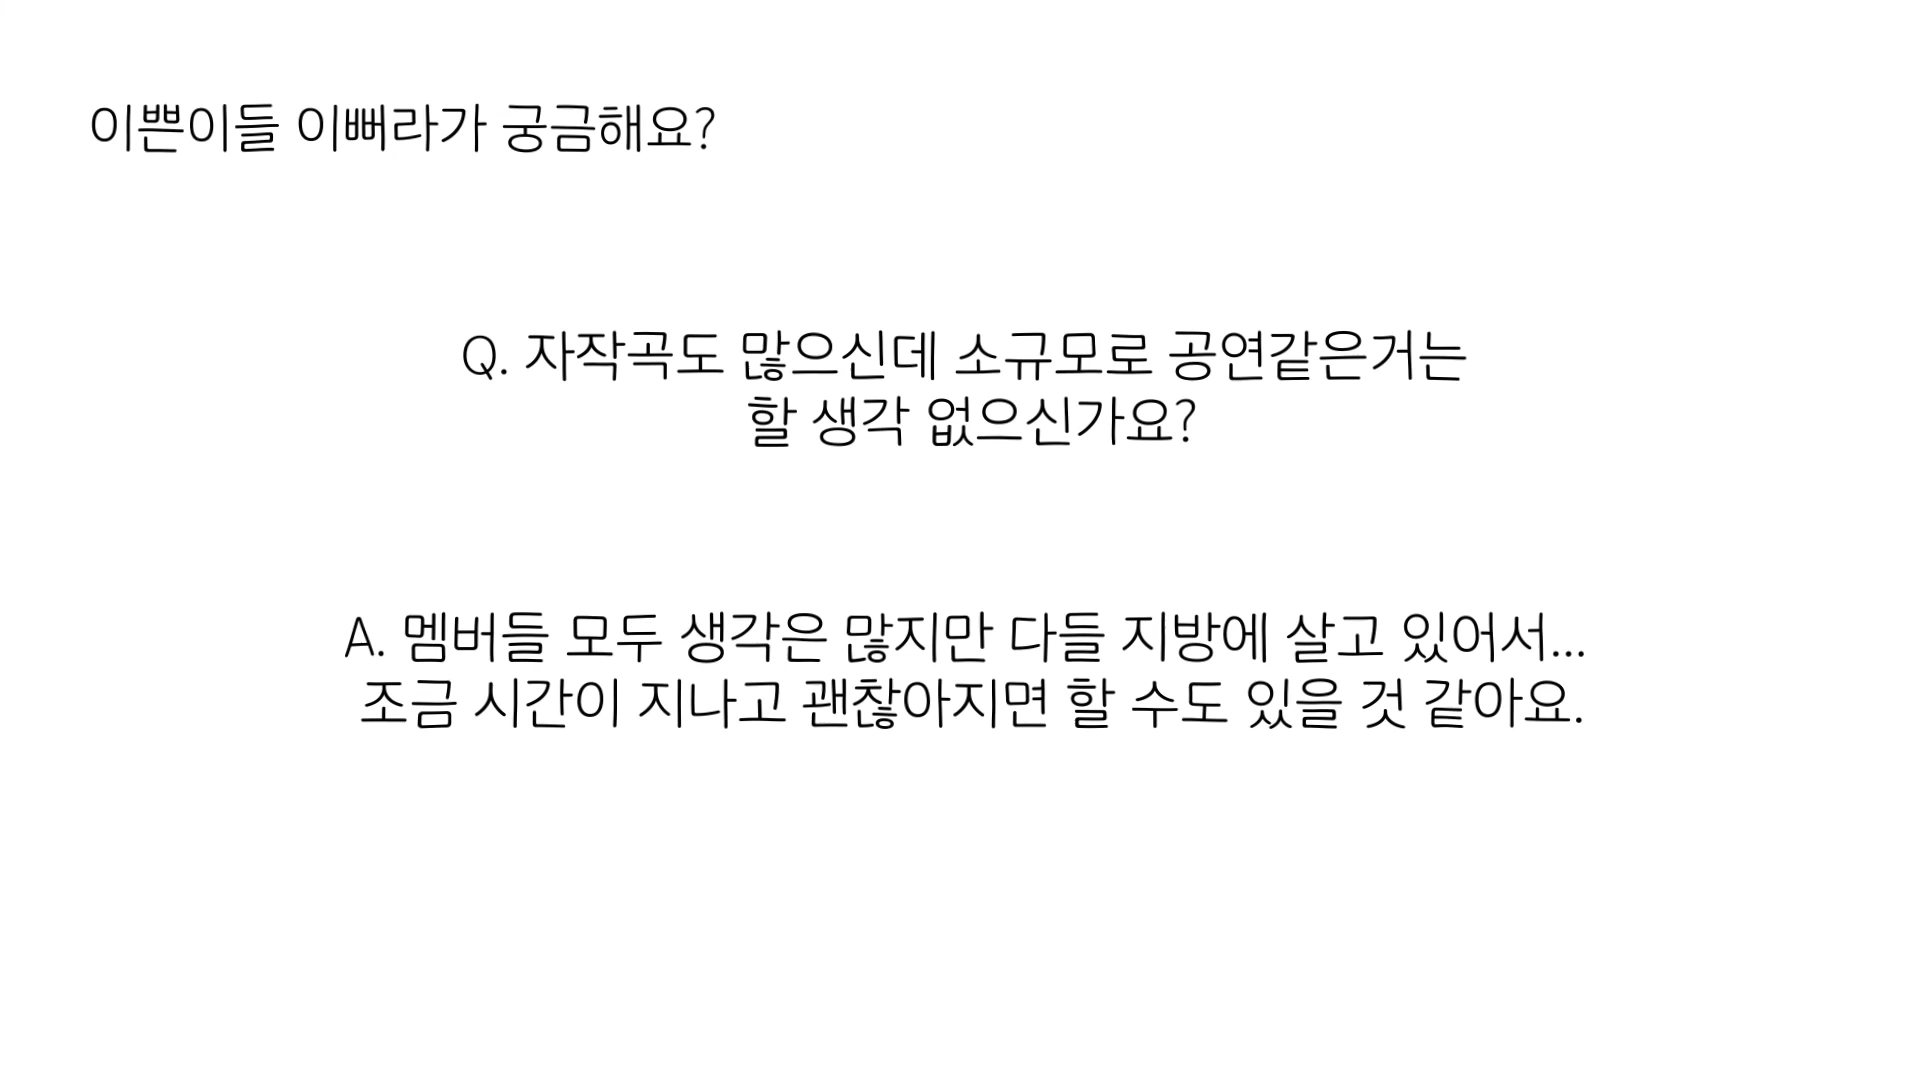 이쁜이들 이뻐라가 궁금해요?
Q. 자작곡도 많으신데 소규모로 공연같은거는
할 생각 없으신가요?
A. 멤버들 모두 생각은 많지만 다들 지방에 살고 있어서...
조금 시간이 지나고 괜찮아지면 할 수도 있을 것 같아요.